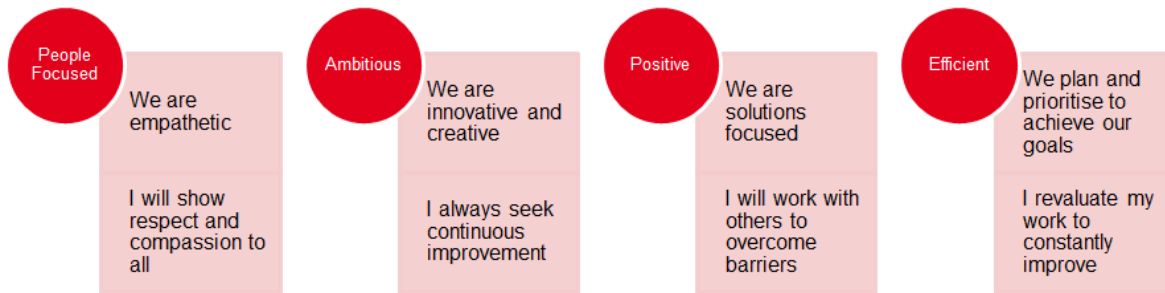 People
Focused
We are
empathetic
I will show
respect and
compassion to
all
Ambitious
We are
innovative and
creative
I always seek
continuous
improvement
Positive
We are
solutions
focused
I will work with
others to
overcome
barriers
Efficient
We plan and
prioritise to
achieve our
goals
I revaluate my
work to
constantly
improve